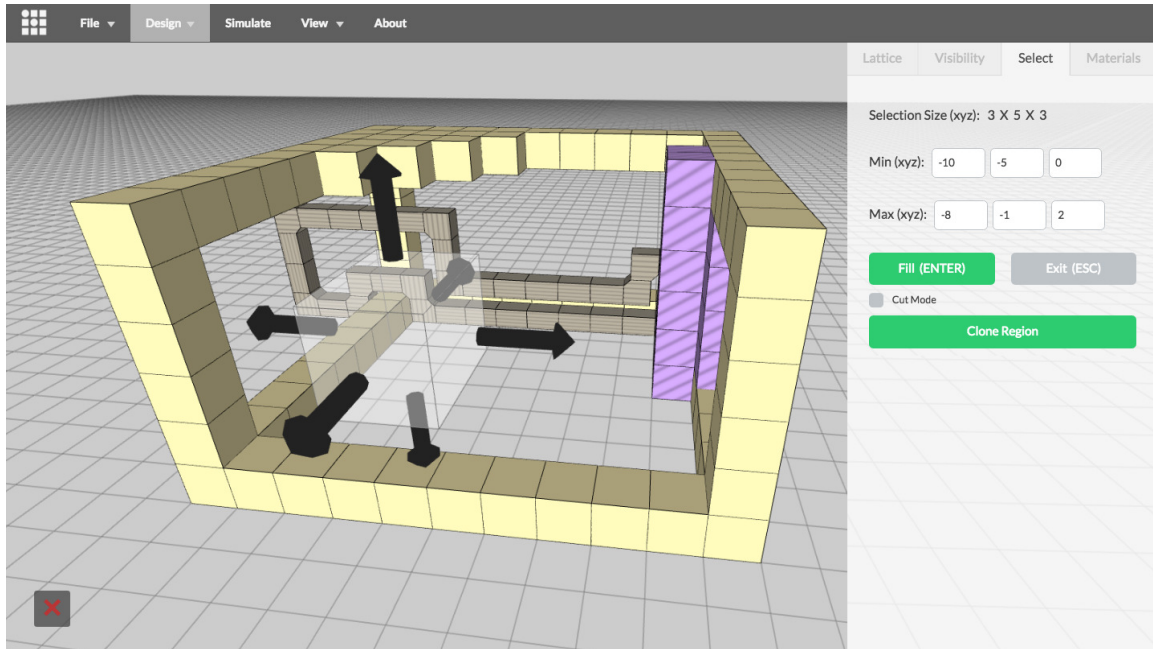 File Design Simulate View About
Lattice Visibility Select Materials
Selection Size (xyz): 3 X 5 X 3
Min (xyz): -10 -5 0
Max (xyz): -8 -1 2
Fill (ENTER) Exit (ESC)
Cut Mode
Clone Region